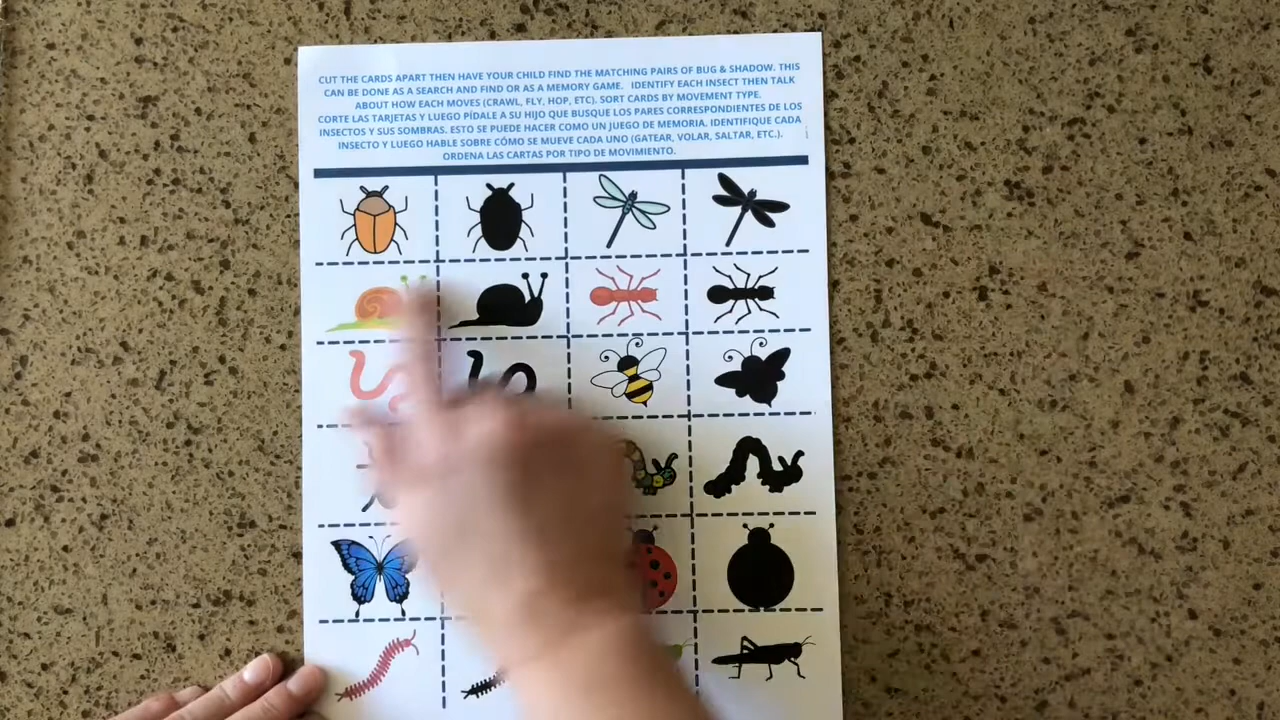 CUT THE CARDS APART THEN HAVE YOUR CHILD FIND THE MATCHING PAIRS OF BUG & SHADOW. THIS
CAN BE DONE AS A SEARCH AND FIND OR AS A MEMORY GAME. IDENTIFY EACH INSECT THEN TALK
ABOUT HOW EACH MOVES (CRAWL, FLY, HOP, ETC). SORT CARDS BY MOVEMENT TYPE.
CORTE LAS TARJETAS Y LUEGO PÍDALE A SU HIJO QUE BUSQUE LOS PARES CORRESPONDIENTES DE LOS
INSECTOS Y SUS SOMBRAS. ESTO SE PUEDE HACER COMO UN JUEGO DE MEMORIA. IDENTIFIQUE CADA
INSECTO Y LUEGO HABLE SOBRE CÓMO SE MUEVE CADA UNO (GATEAR, VOLAR, SALTAR, ETC.).
ORDENA LAS CARTAS POR TIPO DE MOVIMIENTO.